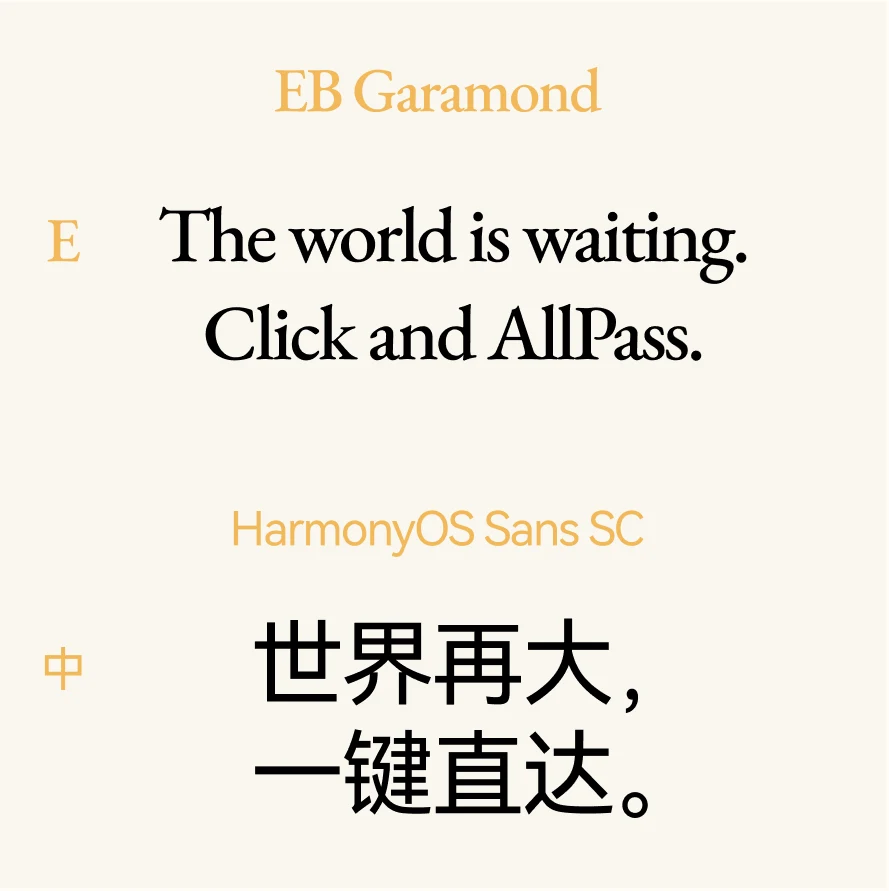 EB Garamond
E
The world is waiting.
Click and AllPass.
HarmonyOS Sans SC
中
世界再大，
一键直达。